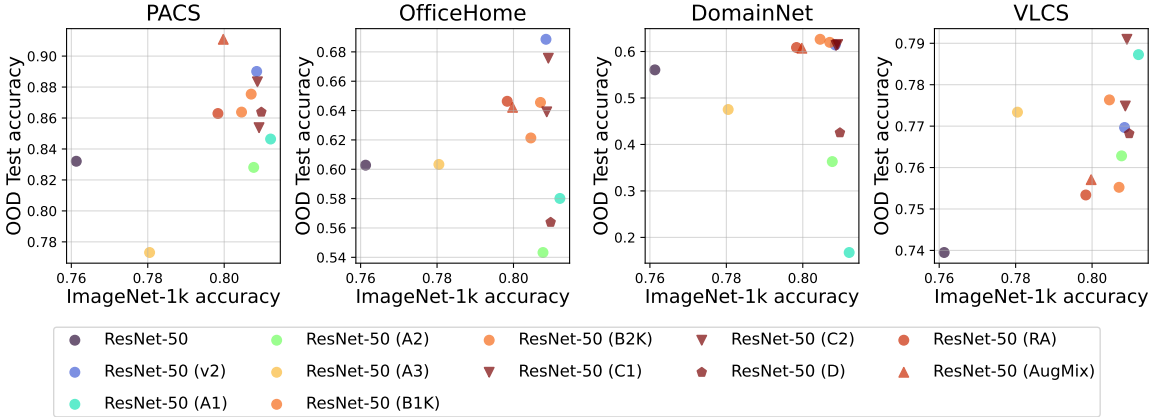 PACS
OOD Test accuracy
0.90
0.88
0.86
0.84
0.82
0.80
0.78
0.76
0.78
0.80
ImageNet-1k accuracy
OfficeHome
OOD Test accuracy
0.68
0.66
0.64
0.62
0.60
0.58
0.56
0.54
0.76
0.78
0.80
ImageNet-1k accuracy
DomainNet
OOD Test accuracy
0.6
0.5
0.4
0.3
0.2
0.76
0.78
0.80
ImageNet-1k accuracy
VLCS
OOD Test accuracy
0.79
0.78
0.77
0.76
0.75
0.74
0.76
0.78
0.80
ImageNet-1k accuracy
ResNet-50
ResNet-50 (v2)
ResNet-50 (A1)
ResNet-50 (A2)
ResNet-50 (A3)
ResNet-50 (B1K)
ResNet-50 (B2K)
ResNet-50 (C1)
ResNet-50 (C2)
ResNet-50 (D)
ResNet-50 (RA)
ResNet-50 (AugMix)